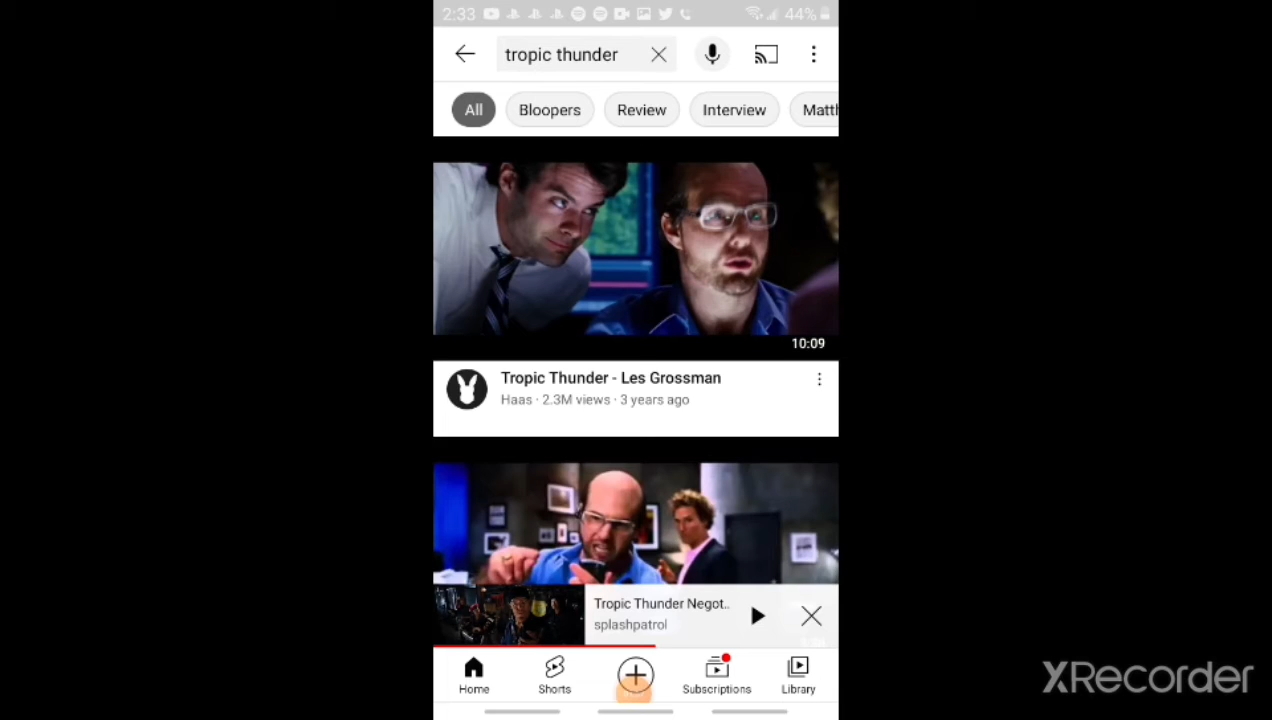 2:33
44%
tropic thunder
All
Bloopers
Review
Interview
Matth
10:09
Tropic Thunder - Les Grossman
Haas · 2.3M views · 3 years ago
Tropic Thunder Negot..
splashpatrol
Home
Shorts
Subscriptions
Library
XRecorder